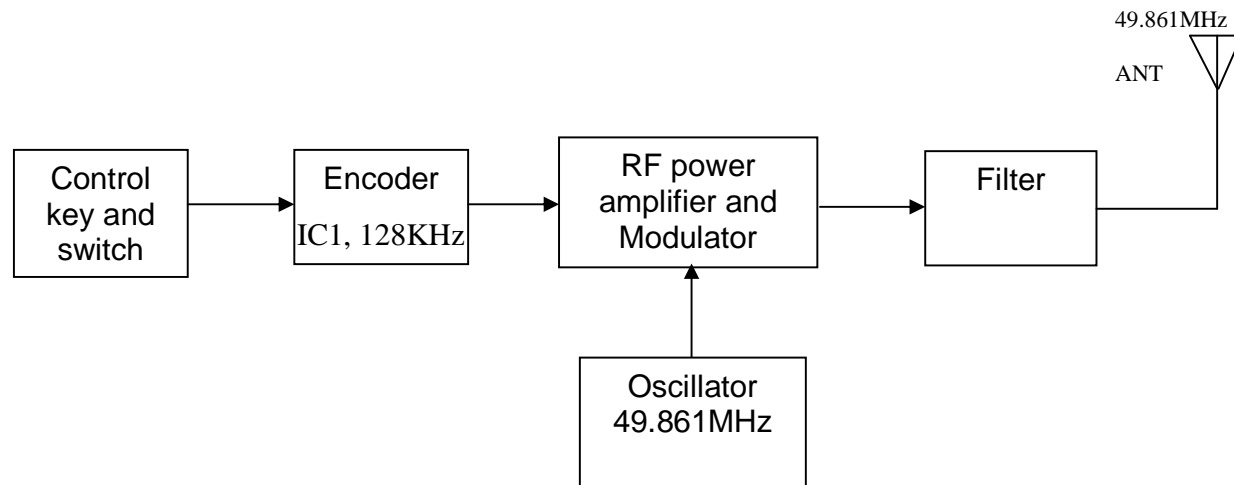 49.861MHz
ANT
Control
key and
switch
Encoder
IC1, 128KHz
RF power
amplifier and
Modulator
Filter
Oscillator
49.861MHz